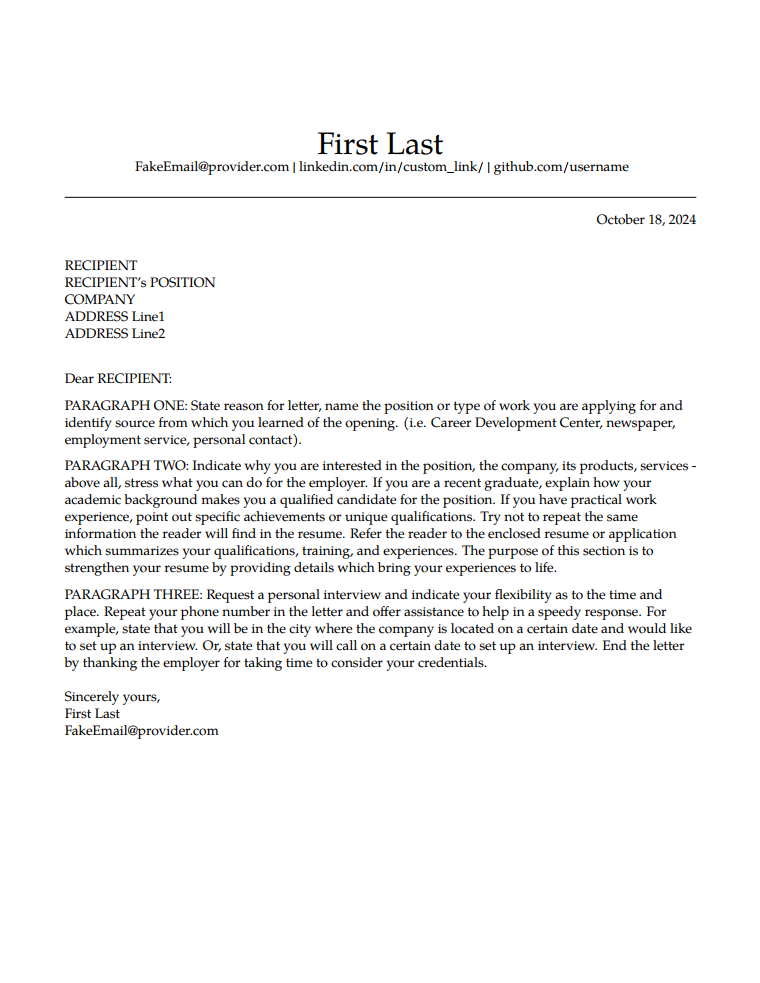 First Last
FakeEmail@provider.com | linkedin.com/in/custom_link/ | github.com/username
October 18, 2024
RECIPIENT
RECIPIENT's POSITION
COMPANY
ADDRESS Line1
ADDRESS Line2
Dear RECIPIENT:
PARAGRAPH ONE: State reason for letter, name the position or type of work you are applying for and
identify source from which you learned of the opening. (i.e. Career Development Center, newspaper,
employment service, personal contact).
PARAGRAPH TWO: Indicate why you are interested in the position, the company, its products, services -
above all, stress what you can do for the employer. If you are a recent graduate, explain how your
academic background makes you a qualified candidate for the position. If you have practical work
experience, point out specific achievements or unique qualifications. Try not to repeat the same
information the reader will find in the resume. Refer the reader to the enclosed resume or application
which summarizes your qualifications, training, and experiences. The purpose of this section is to
strengthen your resume by providing details which bring your experiences to life.
PARAGRAPH THREE: Request a personal interview and indicate your flexibility as to the time and
place. Repeat your phone number in the letter and offer assistance to help in a speedy response. For
example, state that you will be in the city where the company is located on a certain date and would like
to set up an interview. Or, state that you will call on a certain date to set up an interview. End the letter
by thanking the employer for taking time to consider your credentials.
Sincerely yours,
First Last
FakeEmail@provider.com